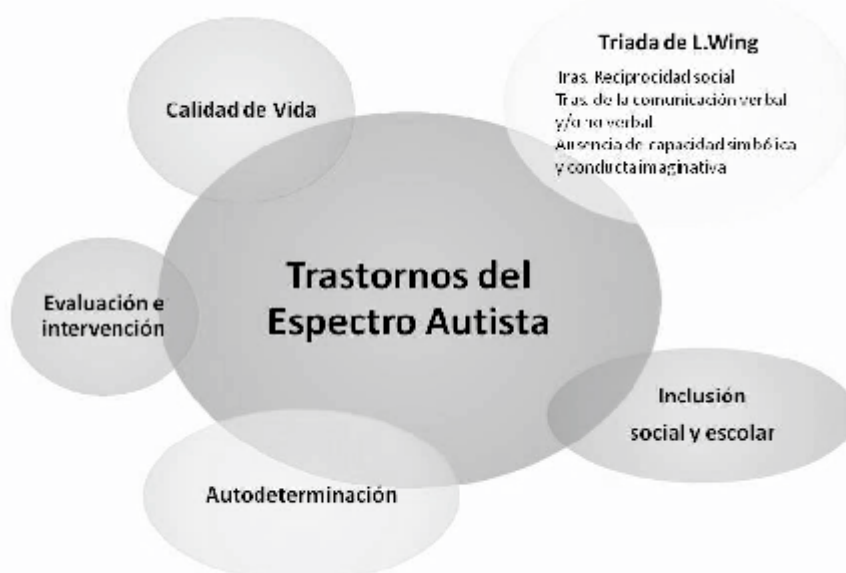 Triada de L.Wing
Tras. Reciprocidad social
Tras. de la comunicación verbal
y/o no verbal
Ausencia de capacidad simbólica
y conducta imaginativa
Calidad de Vida
Trastornos del
Espectro Autista
Evaluación e
intervención
Inclusión
social y escolar
Autodeterminación